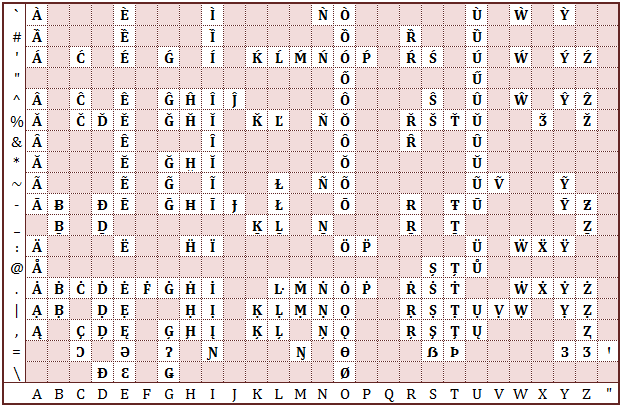 ` À È Ì Ǹ Ò Ù Ẁ Ỳ
# Ȁ Ȅ Ȉ Ȍ Ȑ Ȕ
' Á Ć É Ǵ Í Ḱ Ĺ Ḿ Ń Ó Ṕ Ŕ Ś Ú Ẃ Ý Ź
" Ő Ű
^ Â Ĉ Ê Ĝ Ĥ Î Ĵ Ô Ŝ Û Ŵ Ŷ Ẑ
% Ǎ Č Ď Ě Ǧ Ȟ Ǐ Ǩ Ľ Ň Ǒ Ř Š Ť Ǔ Ǯ Ž
& Ȃ Ȇ Ȋ Ȏ Ȓ Ȗ
* Ă Ĕ Ğ Ḫ Ĭ Ŏ Ŭ
~ Ã Ẽ G̃ Ĩ Ł Ñ Õ Ũ Ṽ Ỹ
- Ā Ƀ Đ Ē Ḡ Ħ Ī Ɉ Ł Ō Ɍ Ŧ Ū Ȳ Ƶ
_ Ḇ Ḏ Ḵ Ḻ Ṉ Ṟ Ṯ Ẕ
: Ä Ë Ḧ Ï Ö P̈ Ü Ẅ Ẍ Ÿ
@ Å Ș Ț Ů
. Ȧ Ḃ Ċ Ḋ Ė Ḟ Ġ Ḣ İ Ŀ Ṁ Ṅ Ȯ Ṗ Ṙ Ṡ Ṫ Ẇ Ẋ Ẏ Ż
| Ạ Ḅ Ḍ Ẹ Ḥ Ị Ḳ Ḷ Ṃ Ṇ Ọ Ṛ Ṣ Ṭ Ụ Ṿ Ẉ Ỵ Ẓ
, Ą Ç Ḑ Ę Ģ Ḩ Į Ķ Ļ Ņ Ǫ Ŗ Ş Ţ Ų Ⱬ
= Ɔ Ə Ɂ Ɲ Ŋ Ɵ ẞ Þ Ȝ Ʒ '
\ Ɖ Ɛ Ǥ Ø
A B C D E F G H I J K L M N O P Q R S T U V W X Y Z "